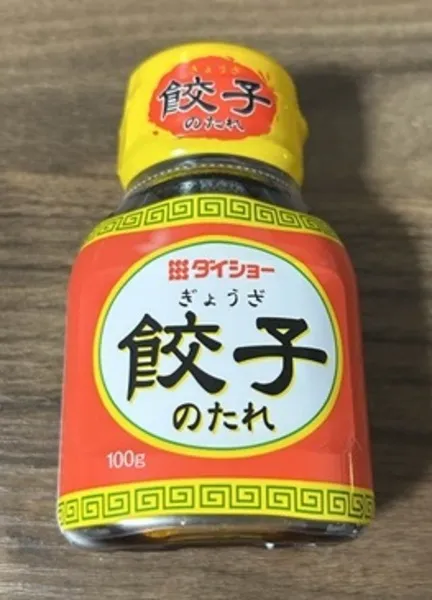 ぎょうざ
餃子
のたれ
ダイショー
ぎょうざ
餃子
のたれ
100g